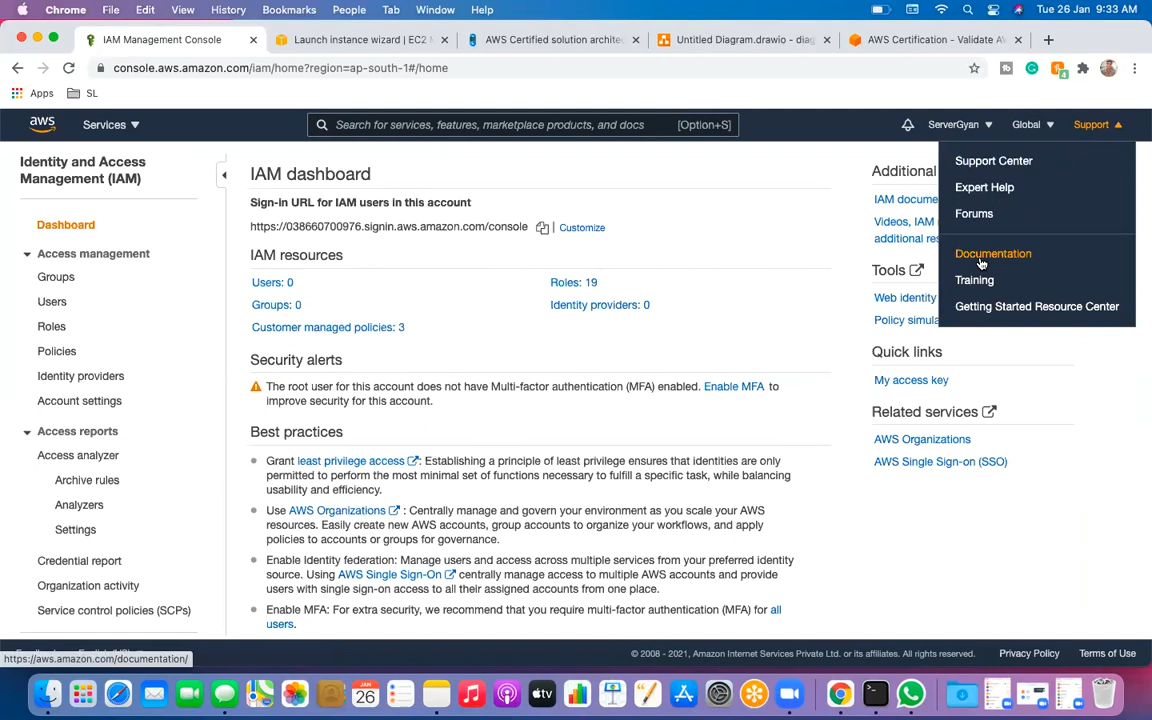 Chrome File Edit View History Bookmarks People Tab Window Help Tue 26 Jan 9:33 AM
IAM Management Console
Launch instance wizard | EC2
AWS Certified solution archite
Untitled Diagram.drawio - diag
AWS Certification - Validate A
console.aws.amazon.com/iam/home?region=ap-south-1#/home
Apps SL
aws Services Search for services, features, marketplace products, and docs [Option+S] ServerGyan Global Support
Identity and Access
Management (IAM)
Dashboard
Access management
Groups
Users
Roles
Policies
Identity providers
Account settings
Access reports
Access analyzer
Archive rules
Analyzers
Settings
Credential report
Organization activity
Service control policies (SCPs)
IAM dashboard
Sign-in URL for IAM users in this account
https://038660700976.signin.aws.amazon.com/console | Customize
IAM resources
Users: 0 Roles: 19
Groups: 0 Identity providers: 0
Customer managed policies: 3
Security alerts
The root user for this account does not have Multi-factor authentication (MFA) enabled. Enable MFA to
improve security for this account.
Best practices
Grant least privilege access : Establishing a principle of least privilege ensures that identities are only
permitted to perform the most minimal set of functions necessary to fulfill a specific task, while balancing
usability and efficiency.
Use AWS Organizations : Centrally manage and govern your environment as you scale your AWS
resources. Easily create new AWS accounts, group accounts to organize your workflows, and apply
policies to accounts or groups for governance.
Enable Identity federation: Manage users and access across multiple services from your preferred identity
source. Using AWS Single Sign-On centrally manage access to multiple AWS accounts and provide
users with single sign-on access to all their assigned accounts from one place.
Enable MFA: For extra security, we recommend that you require multi-factor authentication (MFA) for all
users.
Additional
IAM docume
Videos, IAM
additional res
Tools
Web identity
Policy simula
Quick links
My access key
Related services
AWS Organizations
AWS Single Sign-on (SSO)
Support Center
Expert Help
Forums
Documentation
Training
Getting Started Resource Center
© 2008 - 2021, Amazon Internet Services Private Ltd. or its affiliates. All rights reserved. Privacy Policy Terms of Use
https://aws.amazon.com/documentation/
JAN
26
tv